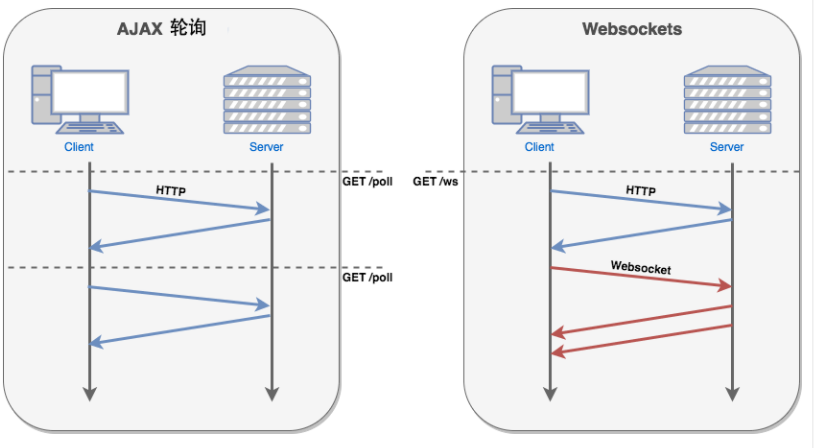 AJAX 轮询
Client
Server
HTTP
GET /poll
GET /poll
Websockets
Client
Server
GET /ws
HTTP
Websocket